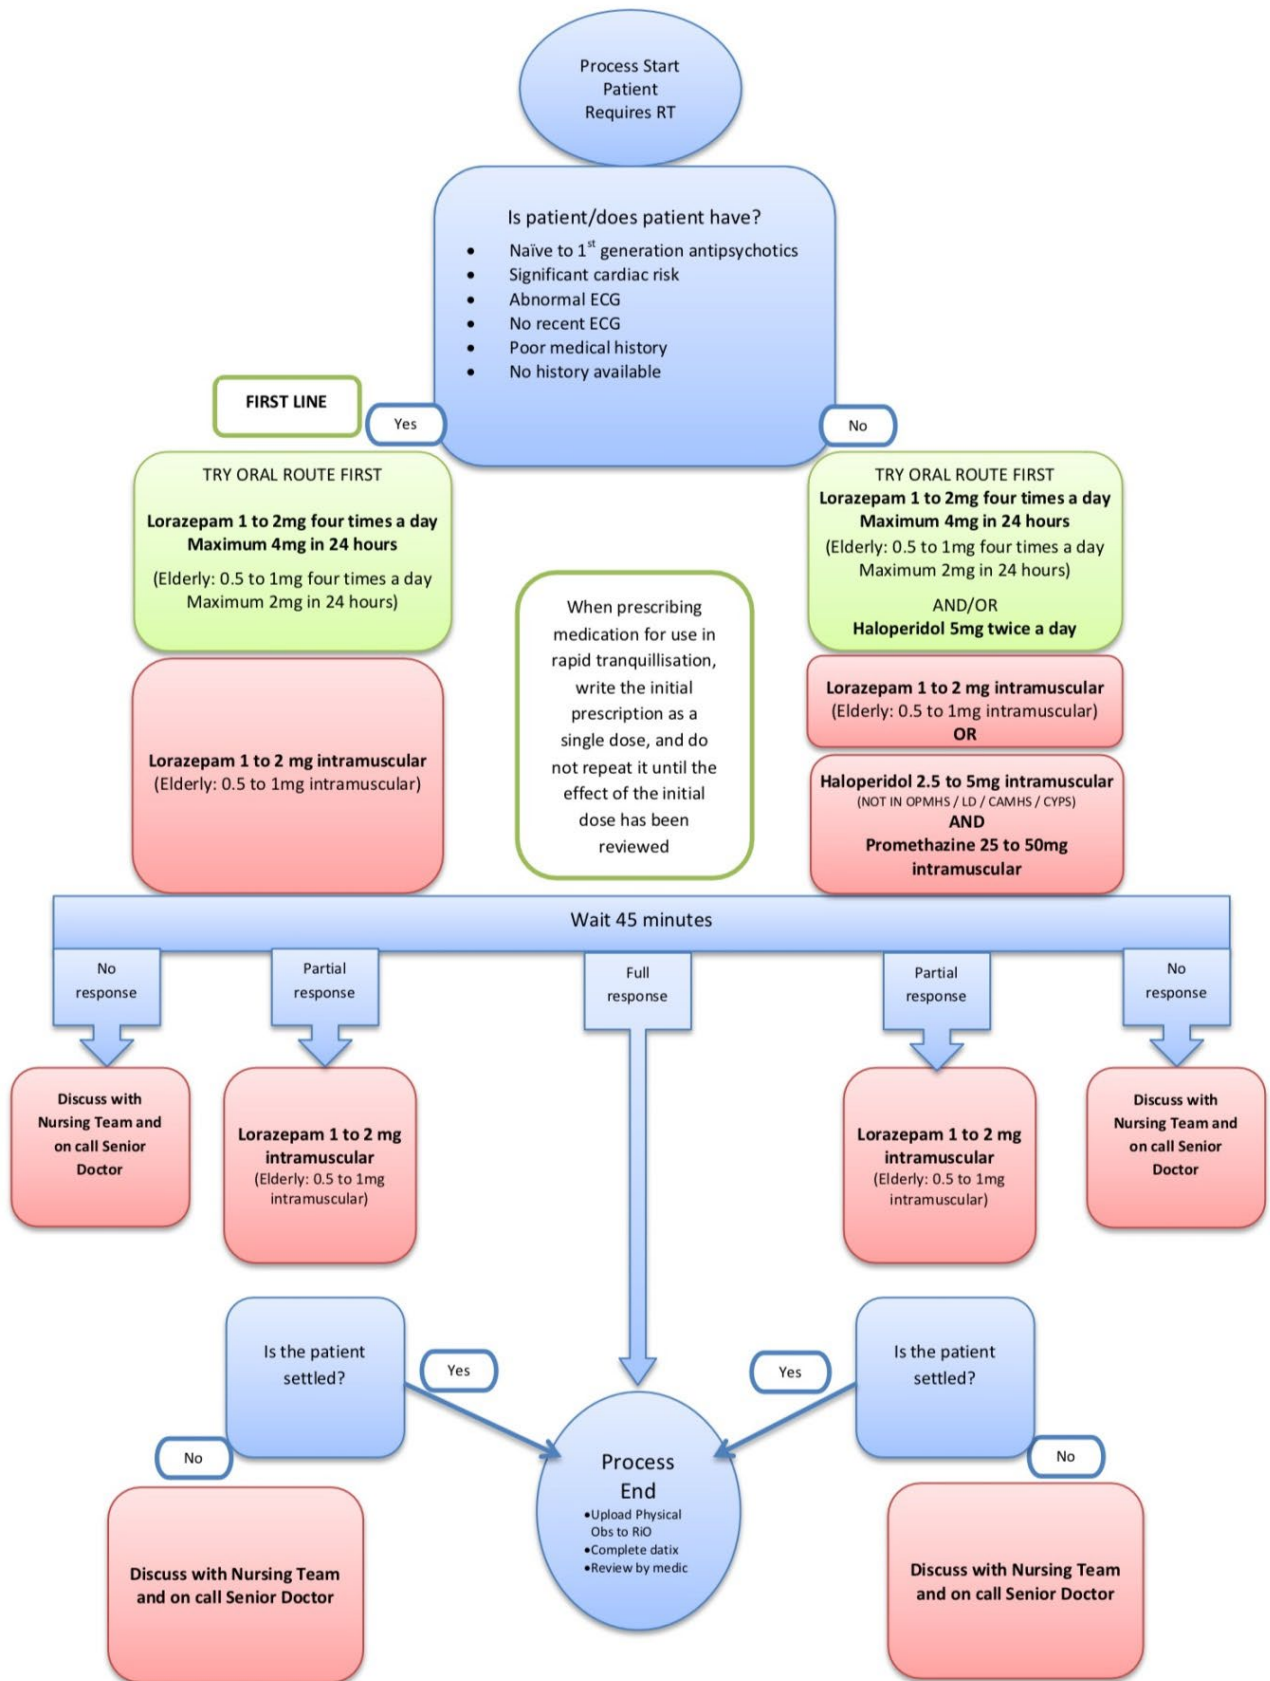 Process Start
Patient
Requires RT
Is patient/does patient have?
• Naïve to 1st generation antipsychotics
• Significant cardiac risk
• Abnormal ECG
• No recent ECG
• Poor medical history
• No history available
FIRST LINE
Yes
No
TRY ORAL ROUTE FIRST
Lorazepam 1 to 2mg four times a day
Maximum 4mg in 24 hours
(Elderly: 0.5 to 1mg four times a day
Maximum 2mg in 24 hours)
TRY ORAL ROUTE FIRST
Lorazepam 1 to 2mg four times a day
Maximum 4mg in 24 hours
(Elderly: 0.5 to 1mg four times a day
Maximum 2mg in 24 hours)
AND/OR
Haloperidol 5mg twice a day
When prescribing
medication for use in
rapid tranquillisation,
write the initial
prescription as a
single dose, and do
not repeat it until the
effect of the initial
dose has been
reviewed
Lorazepam 1 to 2 mg intramuscular
(Elderly: 0.5 to 1mg intramuscular)
Lorazepam 1 to 2 mg intramuscular
(Elderly: 0.5 to 1mg intramuscular)
OR
Haloperidol 2.5 to 5mg intramuscular
(NOT IN OPMHS / LD / CAMHS / CYPS)
AND
Promethazine 25 to 50mg
intramuscular
Wait 45 minutes
No
response
Partial
response
Full
response
Partial
response
No
response
Discuss with
Nursing Team and
on call Senior
Doctor
Lorazepam 1 to 2 mg
intramuscular
(Elderly: 0.5 to 1mg
intramuscular)
Lorazepam 1 to 2 mg
intramuscular
(Elderly: 0.5 to 1mg
intramuscular)
Discuss with
Nursing Team and
on call Senior
Doctor
Is the patient
settled?
Yes
Yes
Is the patient
settled?
No
No
Process
End
•Upload Physical
Obs to RiO
•Complete datix
•Review by medic
Discuss with Nursing Team
and on call Senior Doctor
Discuss with Nursing Team
and on call Senior Doctor